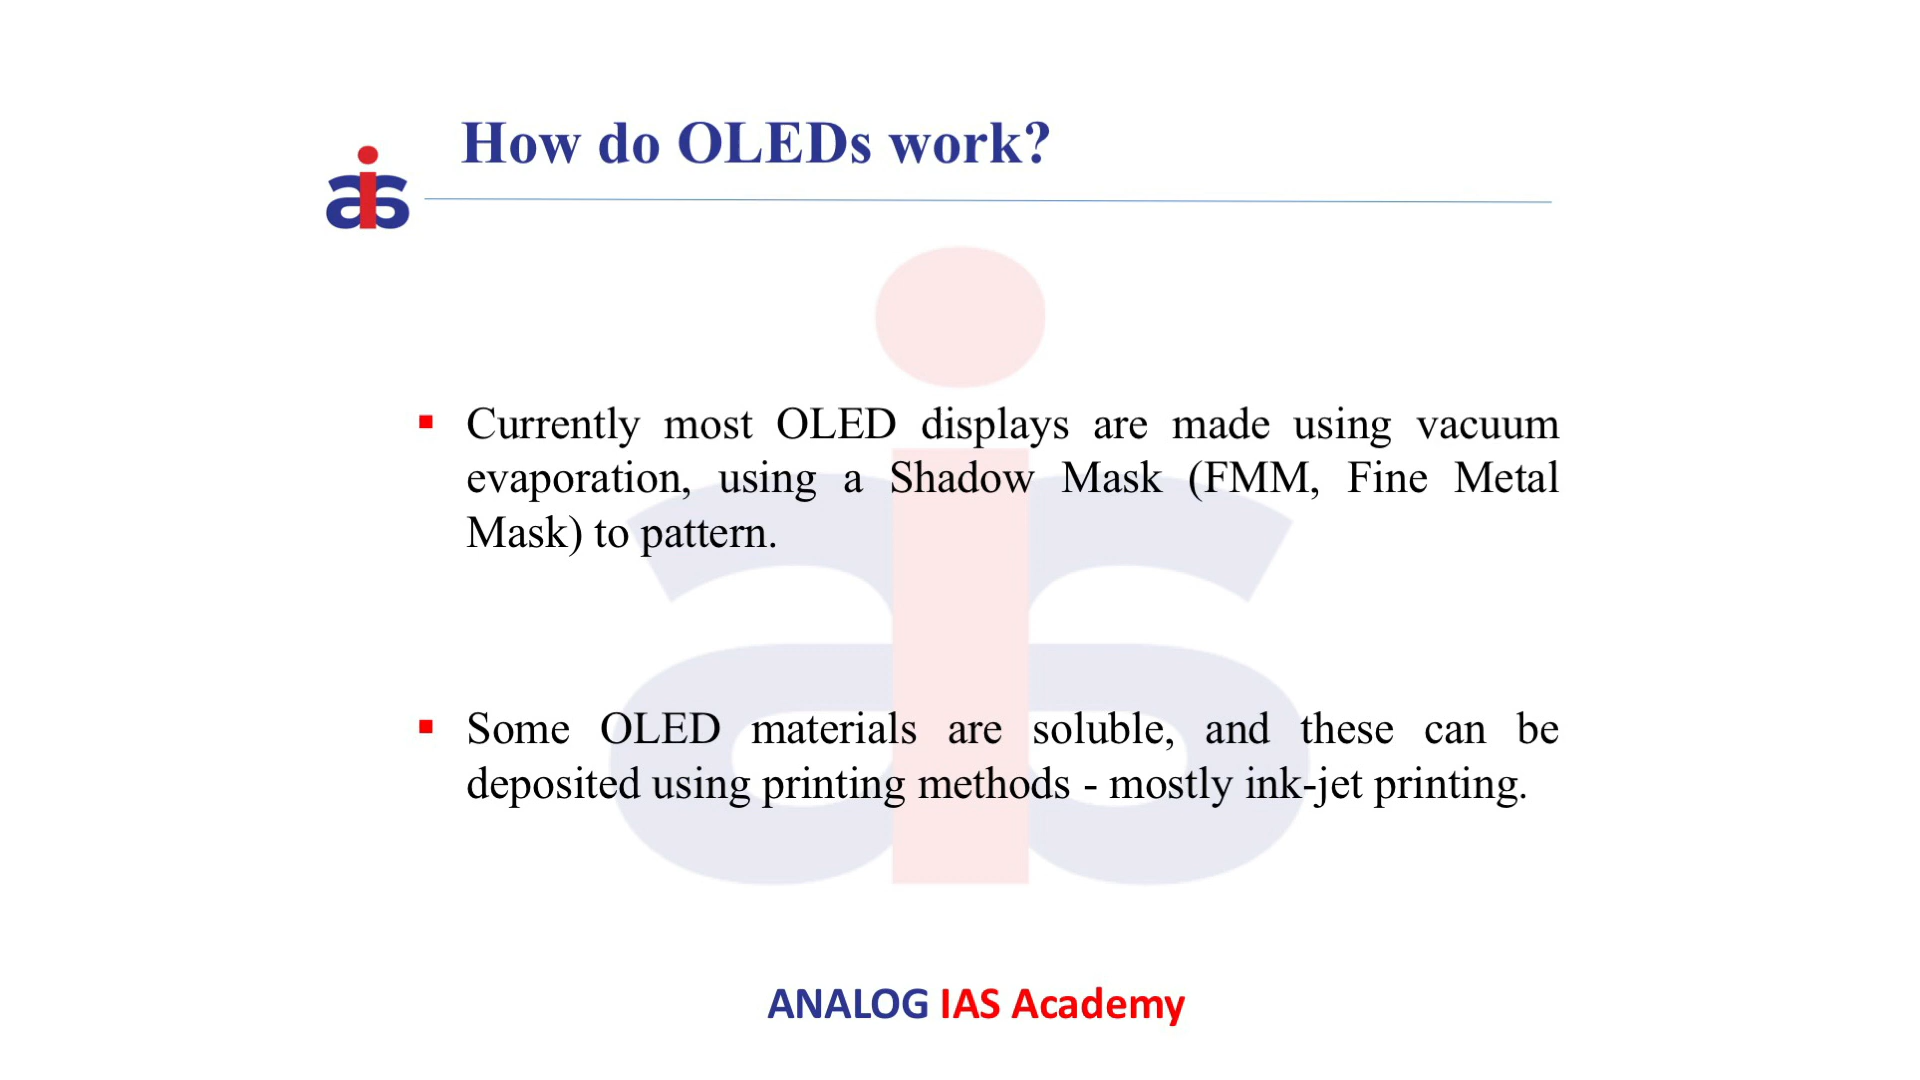 How do OLEDs work?
ais
▪ Currently most OLED displays are made using vacuum
evaporation, using a Shadow Mask (FMM, Fine Metal
Mask) to pattern.
▪ Some OLED materials are soluble, and these can be
deposited using printing methods - mostly ink-jet printing.
ANALOG IAS Academy